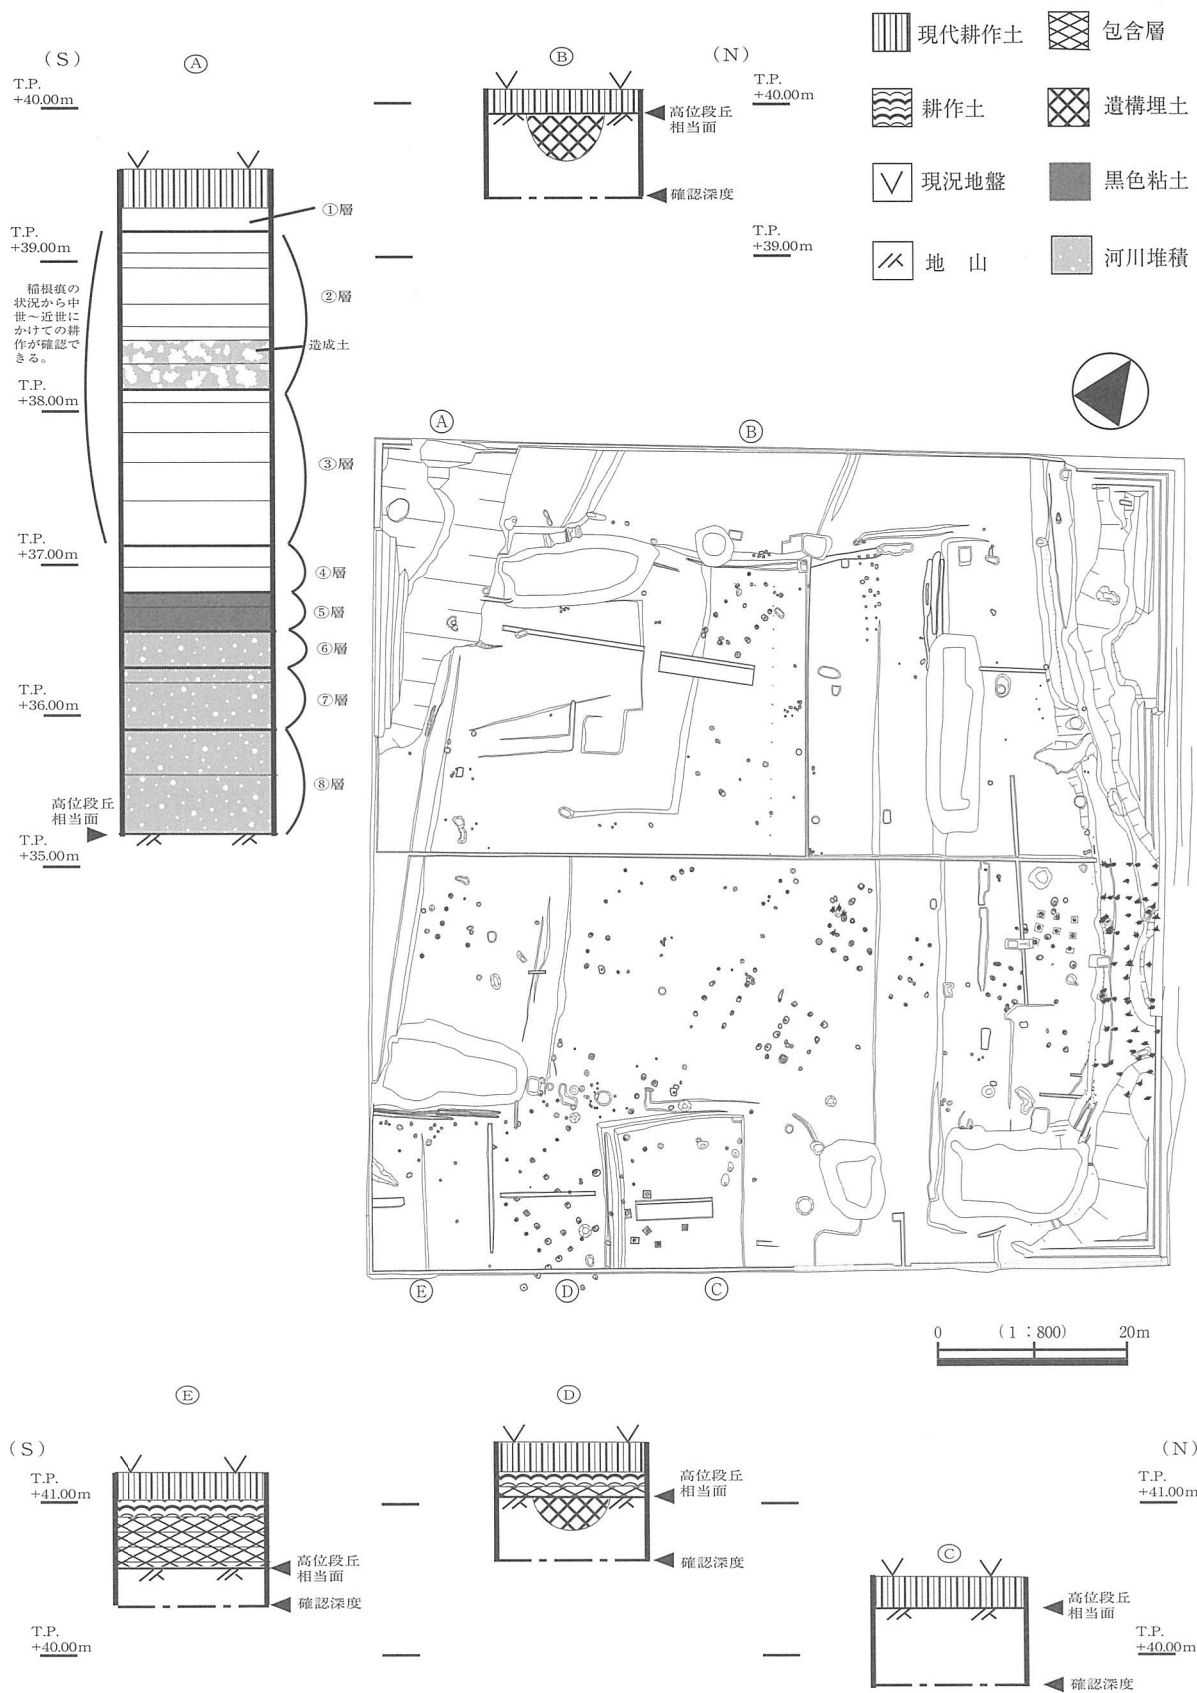 現代耕作土
包含層
耕作土
遺構埋土
現況地盤
黒色粘土
地　山
河川堆積
（S）
Ⓐ
Ⓑ
（N）
T.P.
+40.00m
T.P.
+40.00m
高位段丘
相当面
確認深度
T.P.
+39.00m
①層
T.P.
+39.00m
稲根痕の
状況から中
世～近世に
かけての耕
作が確認で
きる。
②層
造成土
T.P.
+38.00m
③層
T.P.
+37.00m
④層
⑤層
⑥層
T.P.
+36.00m
⑦層
⑧層
高位段丘
相当面
T.P.
+35.00m
Ⓐ
Ⓑ
Ⓔ
Ⓓ
Ⓒ
0　（1：800）　20m
Ⓔ
Ⓓ
（S）
（N）
T.P.
+41.00m
高位段丘
相当面
確認深度
T.P.
+40.00m
高位段丘
相当面
確認深度
T.P.
+41.00m
Ⓒ
高位段丘
相当面
T.P.
+40.00m
確認深度